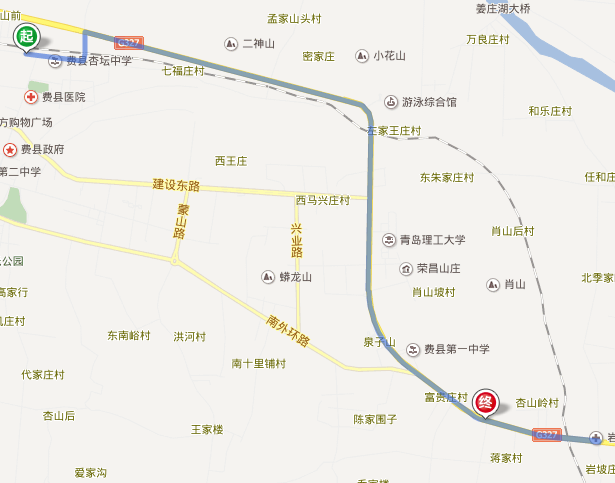 姜庄湖大桥
山前
孟家山头村
起
G327
二神山
万良庄村
密家庄
小花山
费县杏坛中学
七福庄村
费县医院
游泳综合馆
和乐庄村
方购物广场
左家王庄村
费县政府
西王庄
第二中学
东朱家庄村
任和庄
建设东路
西马兴庄村
蒙山路
兴业路
肖山后村
青岛理工大学
公园
荣昌山庄
蟒龙山
北季家
肖山
高家行
肖山坡村
庄村
南外环路
东南峪村
洪河村
泉子山
费县第一中学
南十里铺村
代家庄村
富贵庄村
终
杏山岭村
杏山后
陈家围子
王家楼
G327
岩
蒋家村
爱家沟
岩坡庄